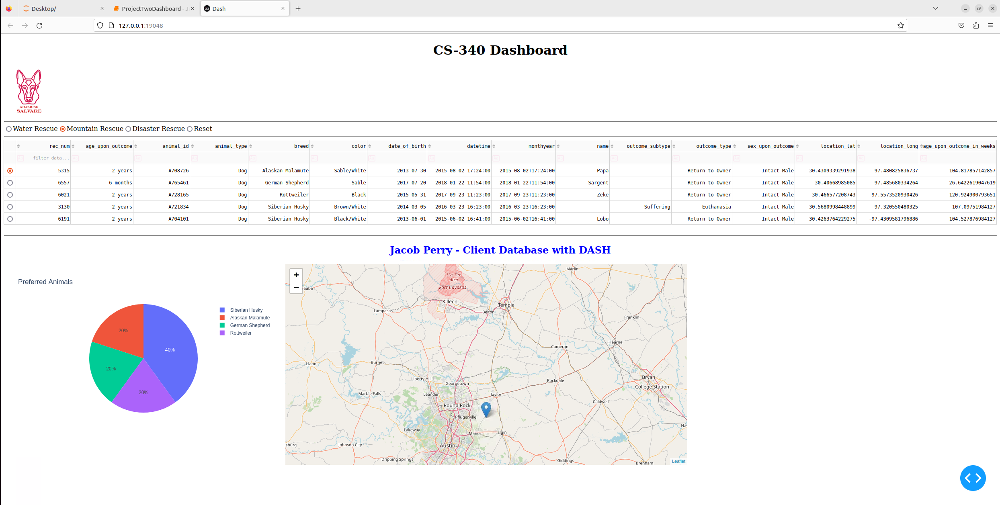 Desktop/
ProjectTwoDashboard - J
Dash
127.0.0.1:19048
CS-340 Dashboard
GRAZIOSO
SALVARE
Water Rescue Mountain Rescue Disaster Rescue Reset
rec_num age_upon_outcome animal_id animal_type breed color date_of_birth datetime monthyear name outcome_subtype outcome_type sex_upon_outcome location_lat location_long age_upon_outcome_in_weeks
filter data...
5315 2 years A708726 Dog Alaskan Malamute Sable/White 2013-07-30 2015-08-02 17:24:00 2015-08-02T17:24:00 Papa Return to Owner Intact Male 30.4309339291938 -97.480825836737 104.817857142857
6557 6 months A765461 Dog German Shepherd Sable 2017-07-20 2018-01-22 11:54:00 2018-01-22T11:54:00 Sargent Return to Owner Intact Male 30.40668985085 -97.485680334264 26.6422619047619
6021 2 years A728165 Dog Rottweiler Black 2015-05-31 2017-09-23 11:23:00 2017-09-23T11:23:00 Zeke Return to Owner Intact Male 30.466577208743 -97.5573520930426 120.924900793651
3130 2 years A721834 Dog Siberian Husky Brown/White 2014-03-05 2016-03-23 16:23:00 2016-03-23T16:23:00 Suffering Euthanasia Intact Male 30.5680998448899 -97.320550480325 107.09751984127
6191 2 years A704101 Dog Siberian Husky Black/White 2013-06-01 2015-06-02 16:41:00 2015-06-02T16:41:00 Lobo Return to Owner Intact Male 30.4263764229275 -97.4309581796886 104.527876984127
Jacob Perry - Client Database with DASH
Preferred Animals
Siberian Husky
Alaskan Malamute
German Shepherd
Rottweiler
20%
40%
20%
20%
+
−
Marlin
Live Fire
Area
Fort Cavazos
Saba
Killeen
Temple
Lampasas
Belton
Franklin
Hearne
Cameron
Llano
Burnet
Bryan
Liberty Hill
Rockdale
Georgetown
College Station
Marble Falls
Leander
Taylor
Caldwell
Round Rock
Pflugerville
Nav
Lakeway
Manor
Elgin
sburg
Johnson City
Austin
Dripping Springs
Giddings
Brenham
Leaflet